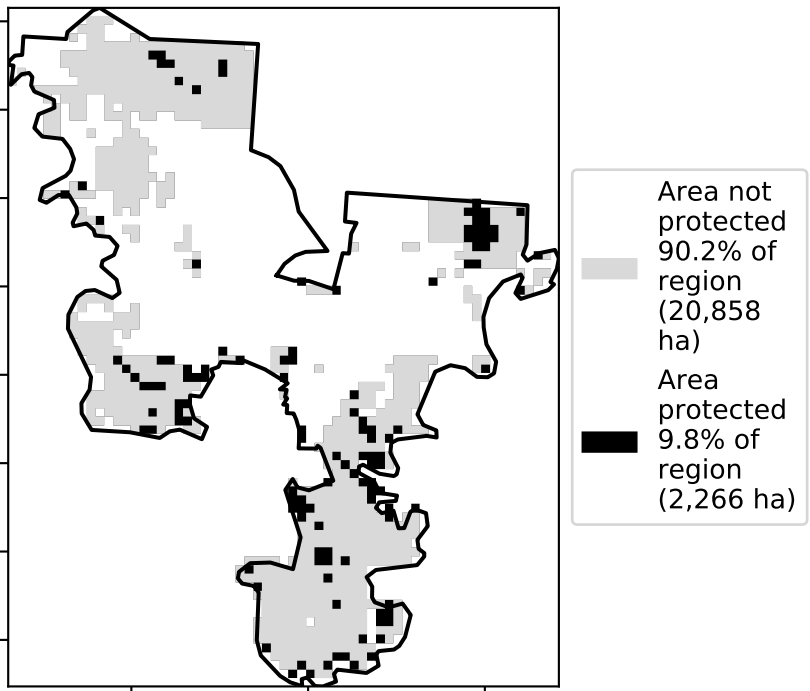 Area not
protected
90.2% of
region
(20,858
ha)
Area
protected
9.8% of
region
(2,266 ha)